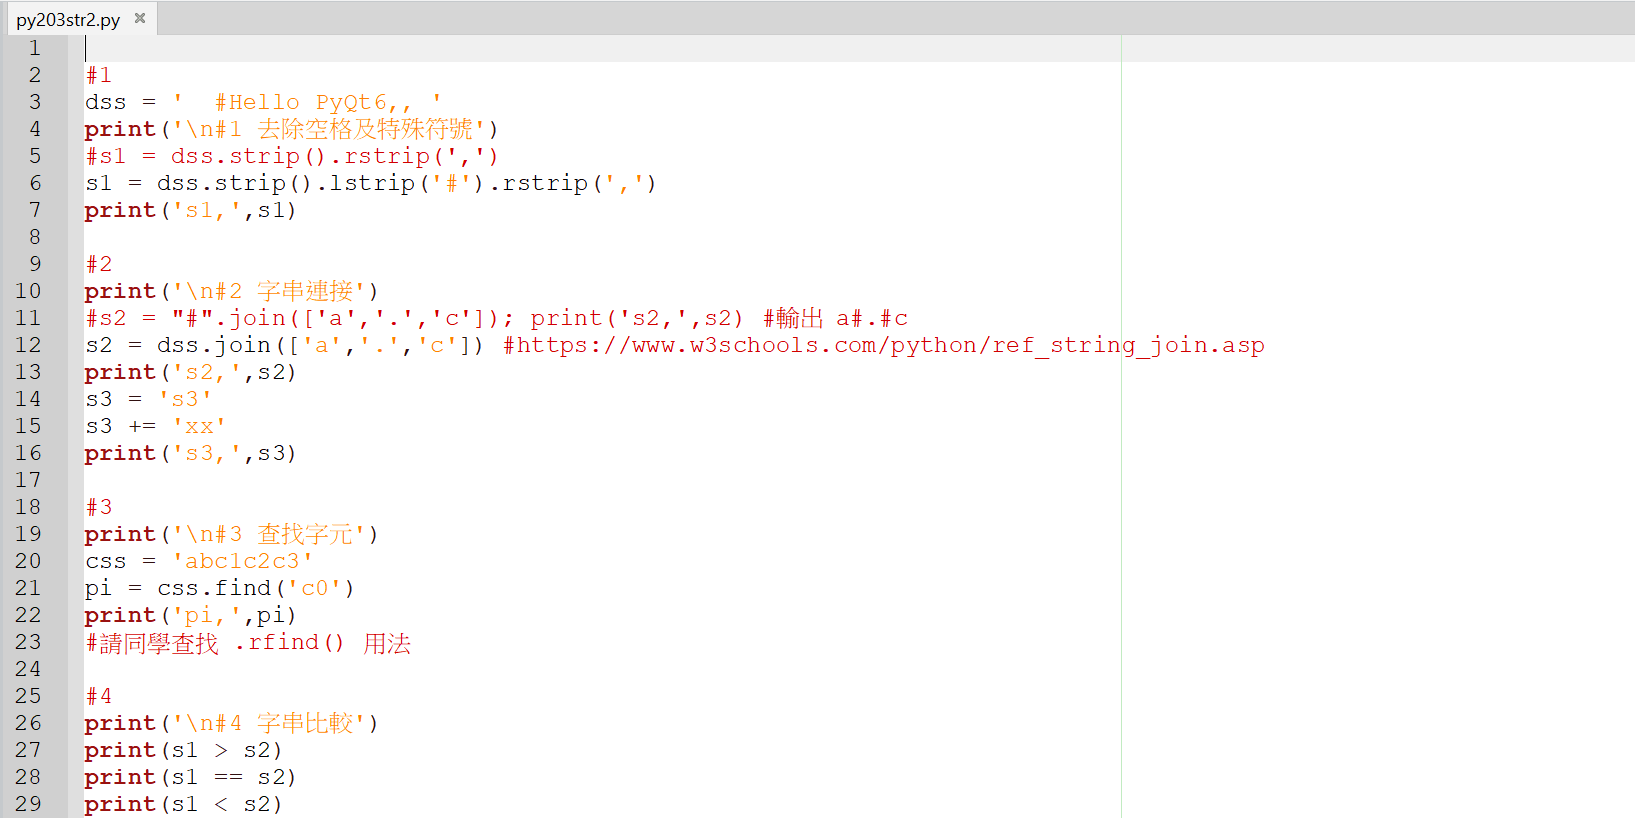 py203str2.py ×
1
2 #1
3 dss = '  #Hello PyQt6,, '
4 print('\n#1 去除空格及特殊符號')
5 #s1 = dss.strip().rstrip(',')
6 s1 = dss.strip().lstrip('#').rstrip(',')
7 print('s1,',s1)
8
9 #2
10 print('\n#2 字串連接')
11 #s2 = "#".join(['a','.','c']); print('s2,',s2) #輸出 a#.#c
12 s2 = dss.join(['a','.','c']) #https://www.w3schools.com/python/ref_string_join.asp
13 print('s2,',s2)
14 s3 = 's3'
15 s3 += 'xx'
16 print('s3,',s3)
17
18 #3
19 print('\n#3 查找字元')
20 css = 'abc1c2c3'
21 pi = css.find('c0')
22 print('pi,',pi)
23 #請同學查找 .rfind() 用法
24
25 #4
26 print('\n#4 字串比較')
27 print(s1 > s2)
28 print(s1 == s2)
29 print(s1 < s2)